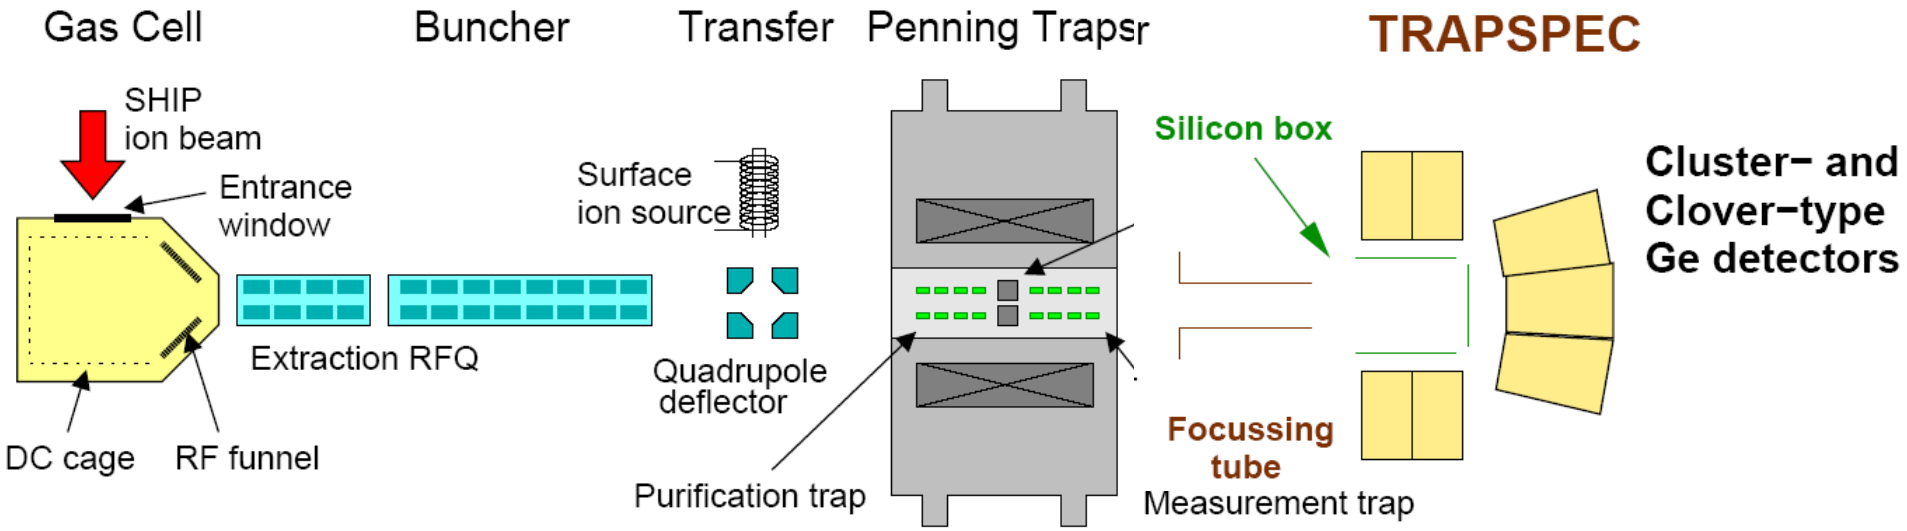 Gas Cell
Buncher
Transfer
Penning Trapsr
TRAPSPEC
SHIP
ion beam
Entrance
window
Surface
ion source
Silicon box
Cluster− and
Clover−type
Ge detectors
Extraction RFQ
Quadrupole
deflector
DC cage
RF funnel
Purification trap
Focussing
tube
Measurement trap